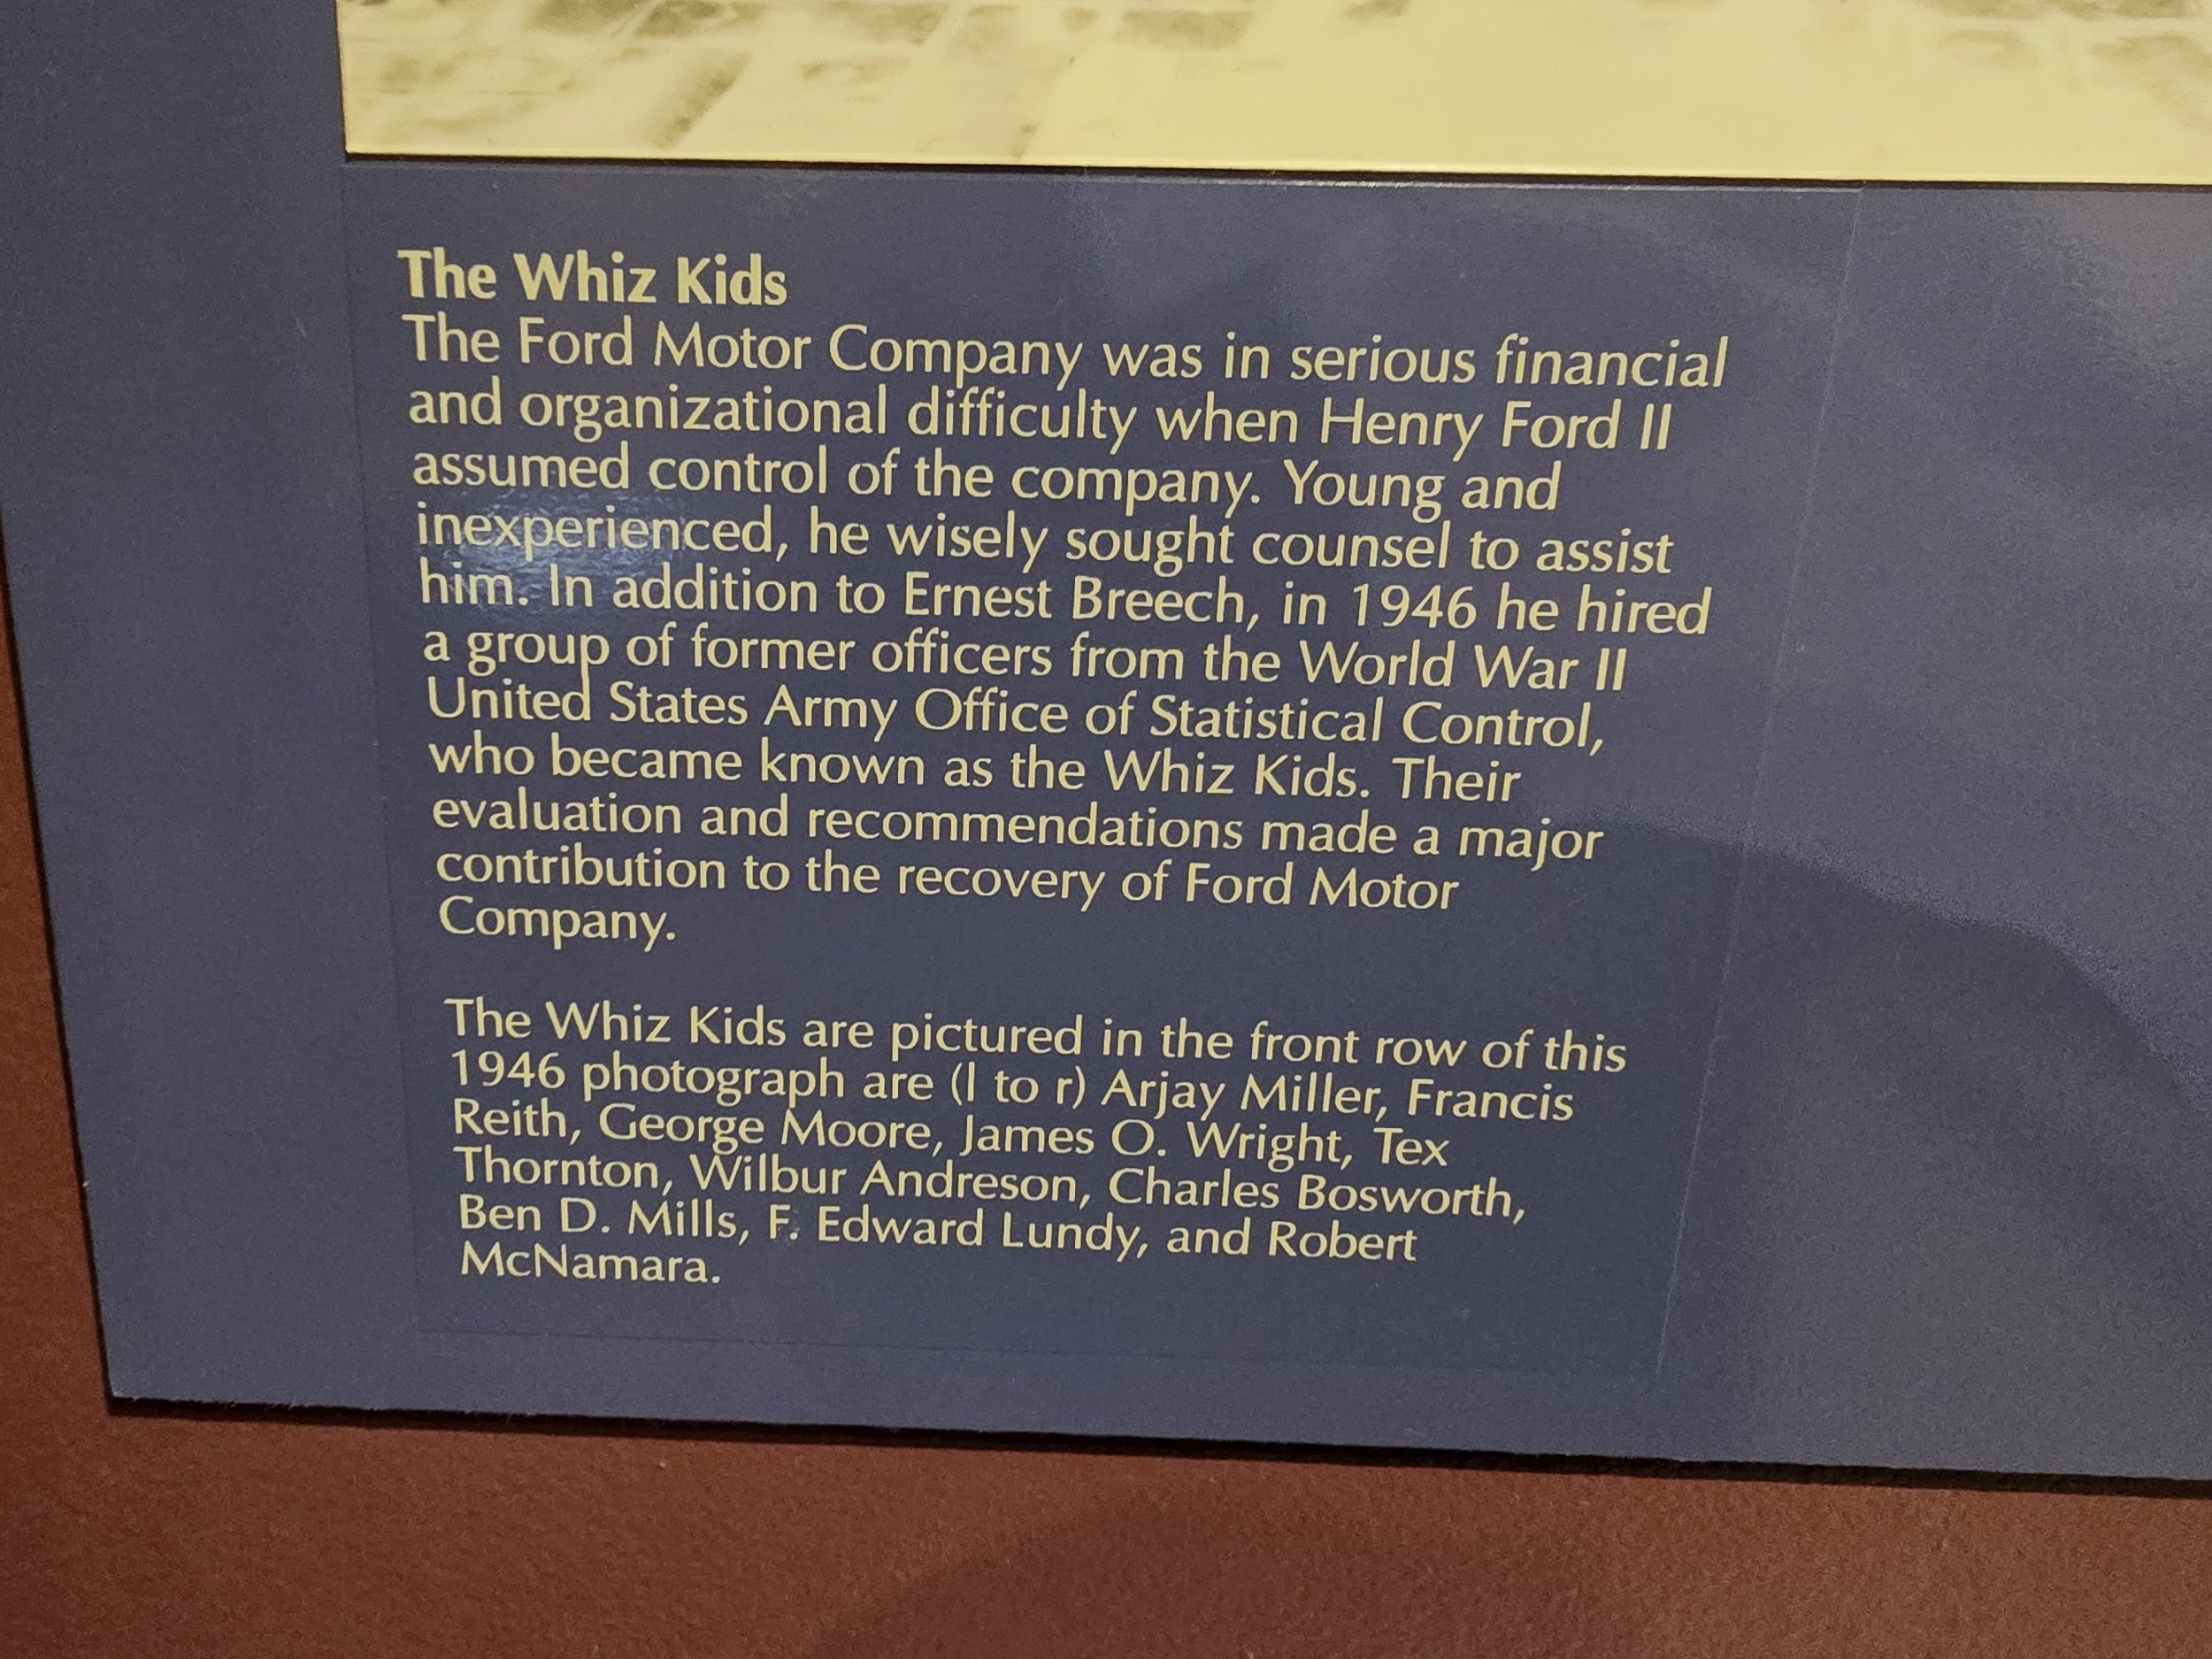 The Whiz Kids
The Ford Motor Company was in serious financial
and organizational difficulty when Henry Ford II
assumed control of the company. Young and
inexperienced, he wisely sought counsel to assist
him. In addition to Ernest Breech, in 1946 he hired
a group of former officers from the World War II
United States Army Office of Statistical Control,
who became known as the Whiz Kids. Their
evaluation and recommendations made a major
contribution to the recovery of Ford Motor
Company.
The Whiz Kids are pictured in the front row of this
1946 photograph are (l to r) Arjay Miller, Francis
Reith, George Moore, James O. Wright, Tex
Thornton, Wilbur Andreson, Charles Bosworth,
Ben D. Mills, F. Edward Lundy, and Robert
McNamara.